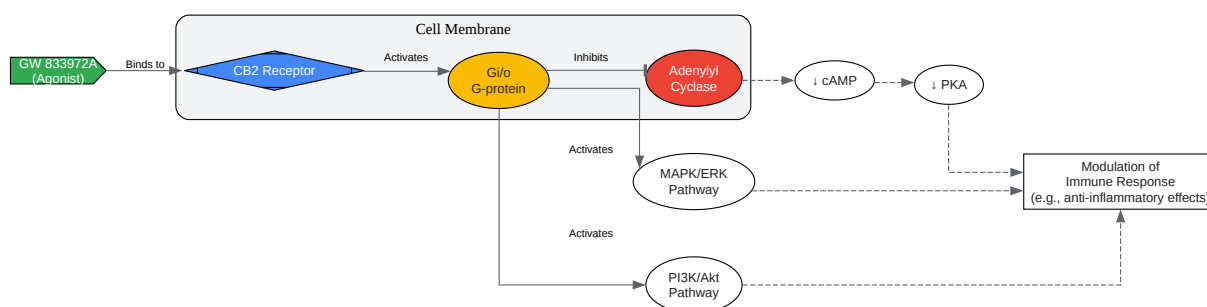 Cell Membrane
GW 833972A
(Agonist)
Binds to
CB2 Receptor
Activates
Gi/o
G-protein
Inhibits
Adenylyl
Cyclase
↓ cAMP
↓ PKA
Activates
MAPK/ERK
Pathway
Modulation of
Immune Response
(e.g., anti-inflammatory effects)
Activates
PI3K/Akt
Pathway